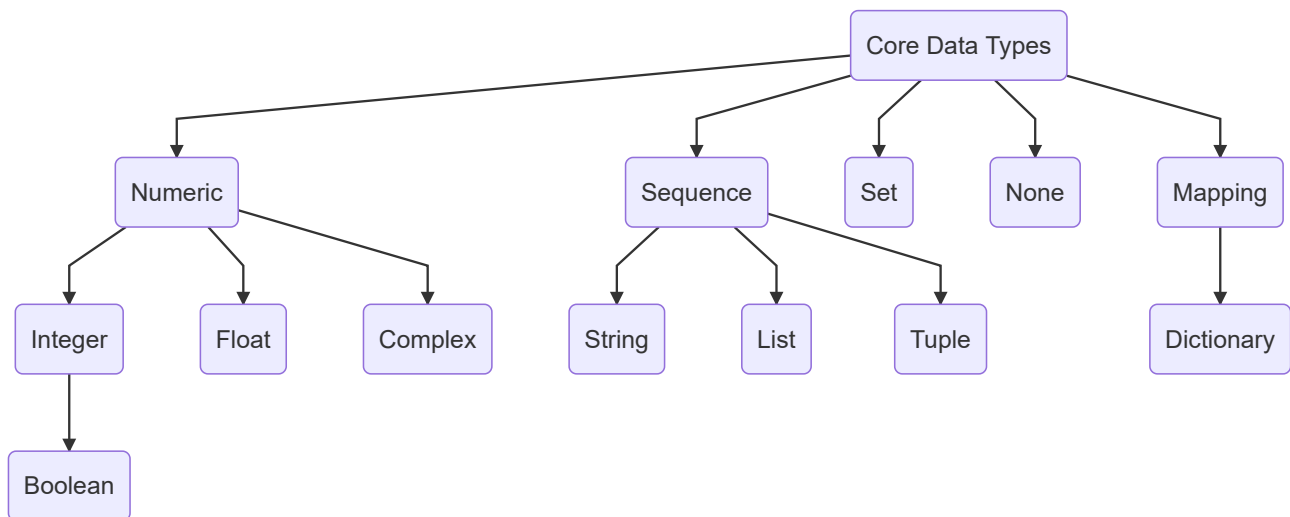 Core Data Types
Numeric
Sequence
Set
None
Mapping
Integer
Float
Complex
String
List
Tuple
Dictionary
Boolean